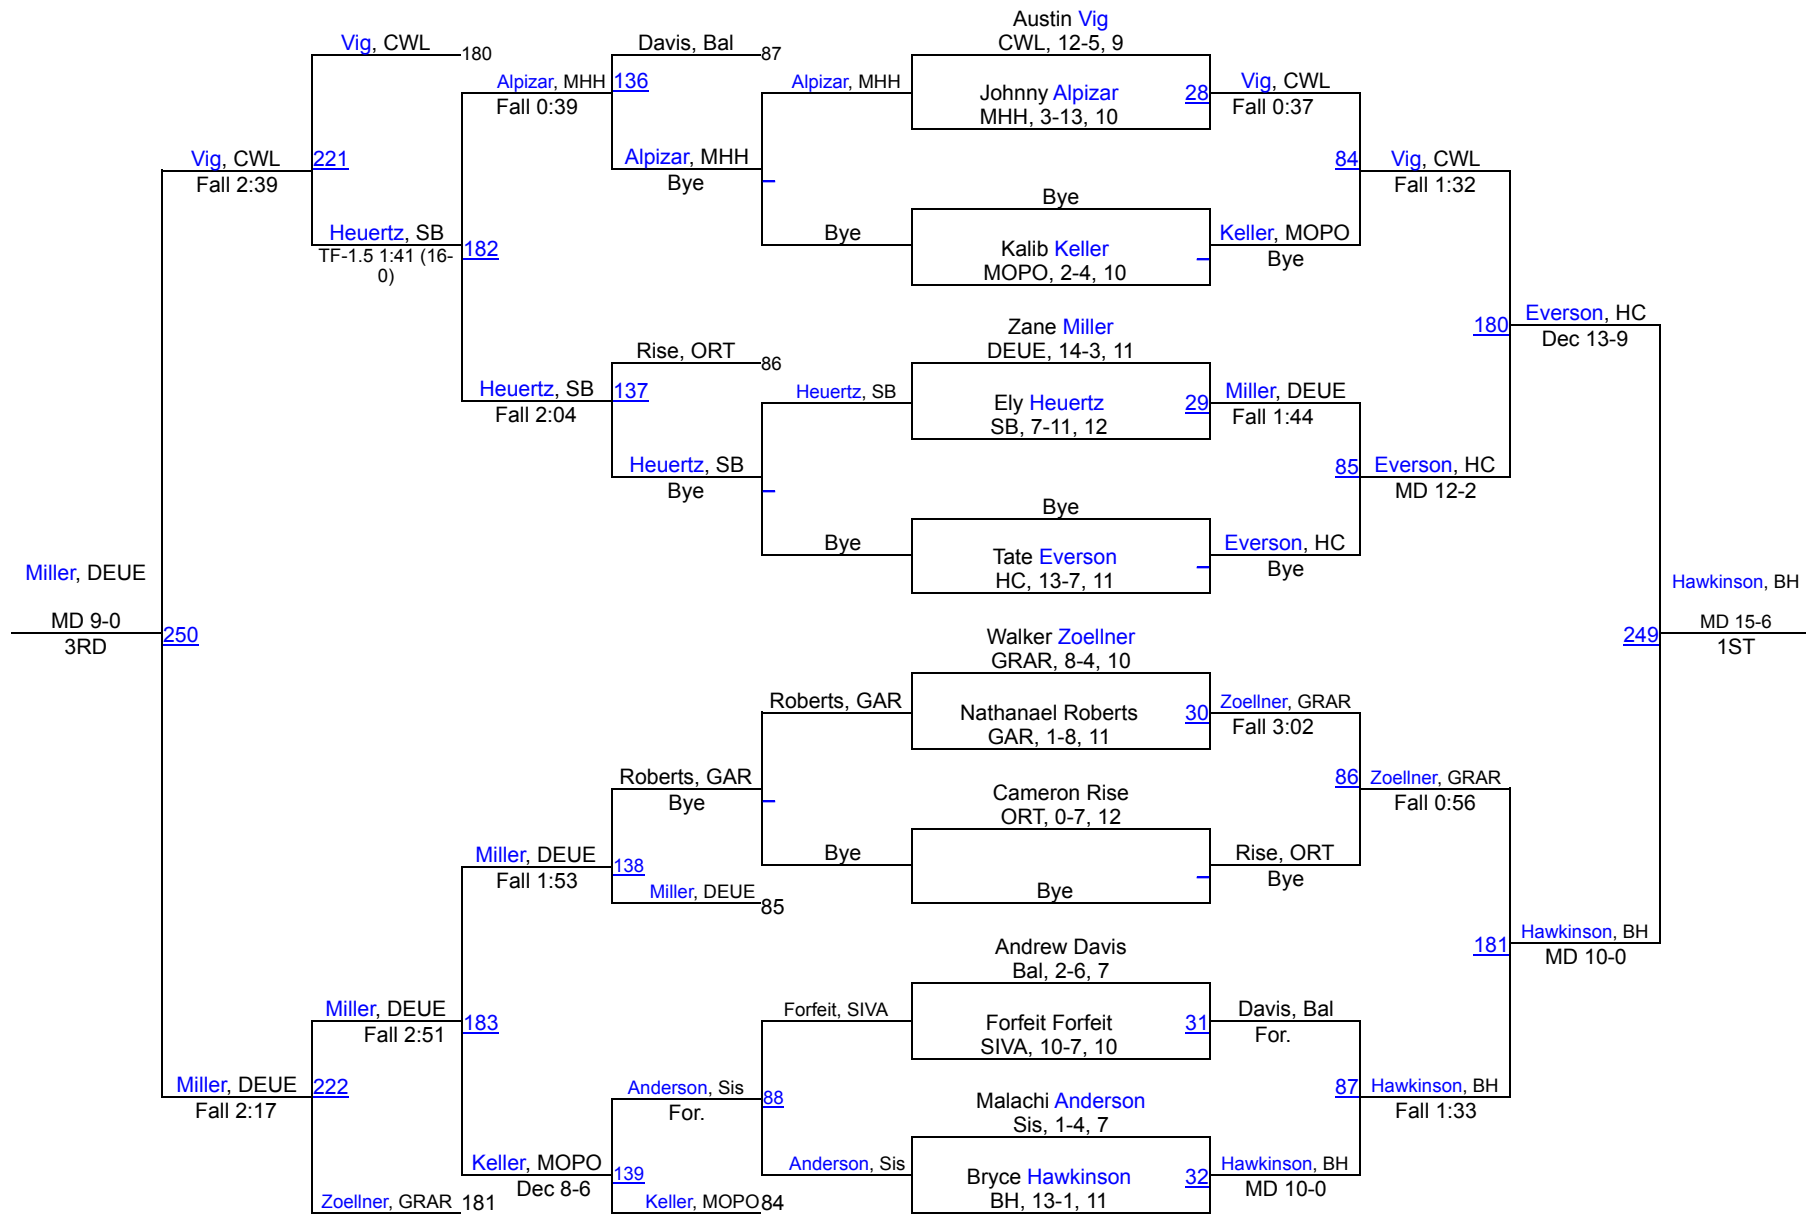 Austin Vig
CWL, 12-5, 9
Vig, CWL
180
Davis, Bal
87
Alpizar, MHH
136
Fall 0:39
Alpizar, MHH
Johnny Alpizar
MHH, 3-13, 10
28
Vig, CWL
Fall 0:37
Vig, CWL
221
Fall 2:39
Alpizar, MHH
Bye
84
Vig, CWL
Fall 1:32
Bye
Heuertz, SB
TF-1.5 1:41 (16-
0)
182
Bye
Kalib Keller
MOPO, 2-4, 10
Keller, MOPO
Bye
Zane Miller
DEUE, 14-3, 11
180
Everson, HC
Dec 13-9
Rise, ORT
86
Heuertz, SB
137
Fall 2:04
Heuertz, SB
Ely Heuertz
SB, 7-11, 12
29
Miller, DEUE
Fall 1:44
Heuertz, SB
Bye
85
Everson, HC
MD 12-2
Bye
Bye
Tate Everson
HC, 13-7, 11
Everson, HC
Bye
Miller, DEUE
MD 9-0
3RD
250
Hawkinson, BH
249
MD 15-6
1ST
Walker Zoellner
GRAR, 8-4, 10
Roberts, GAR
Nathanael Roberts
GAR, 1-8, 11
30
Zoellner, GRAR
Fall 3:02
Roberts, GAR
Bye
86
Zoellner, GRAR
Fall 0:56
Cameron Rise
ORT, 0-7, 12
Miller, DEUE
138
Fall 1:53
Bye
Rise, ORT
Bye
Miller, DEUE
85
Bye
181
Hawkinson, BH
MD 10-0
Andrew Davis
Bal, 2-6, 7
Miller, DEUE
183
Fall 2:51
Forfeit, SIVA
Forfeit Forfeit
SIVA, 10-7, 10
31
Davis, Bal
For.
Miller, DEUE
222
Fall 2:17
Anderson, Sis
88
For.
87
Hawkinson, BH
Fall 1:33
Malachi Anderson
Sis, 1-4, 7
Keller, MOPO
139
Dec 8-6
Anderson, Sis
Bryce Hawkinson
BH, 13-1, 11
32
Hawkinson, BH
MD 10-0
Zoellner, GRAR
181
Keller, MOPO
84